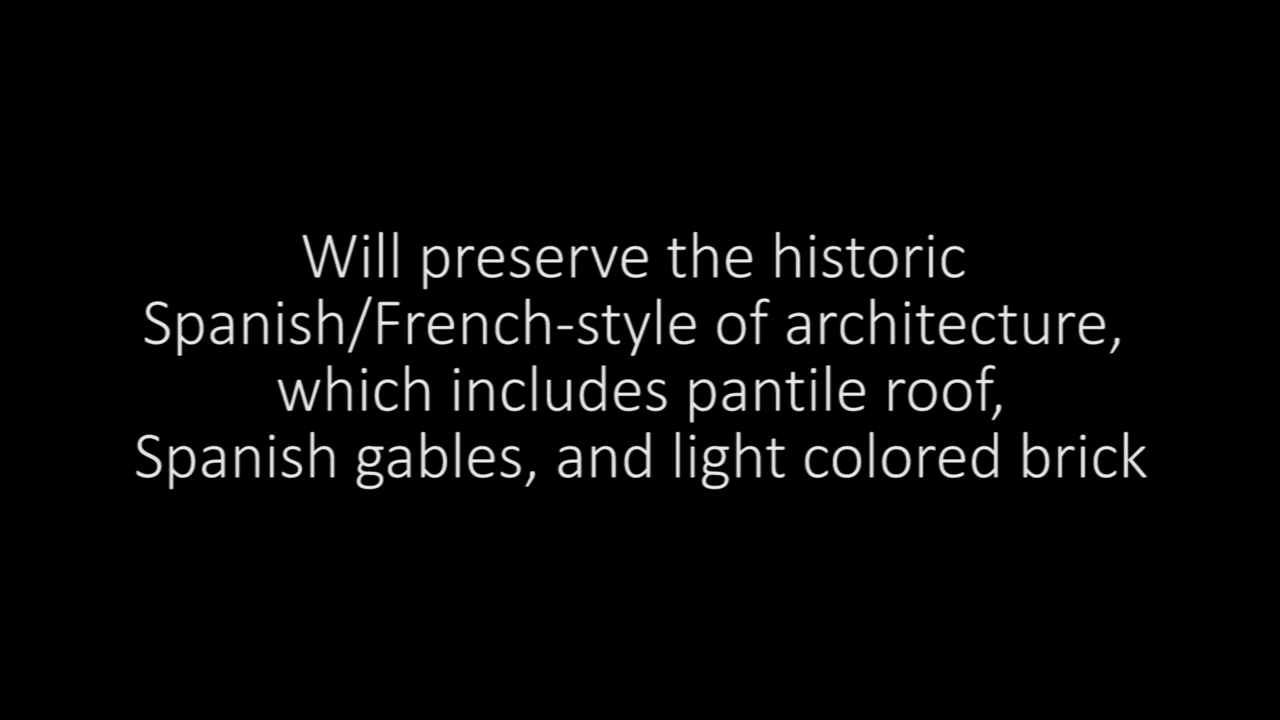 Will preserve the historic
Spanish/French-style of architecture,
which includes pantile roof,
Spanish gables, and light colored brick